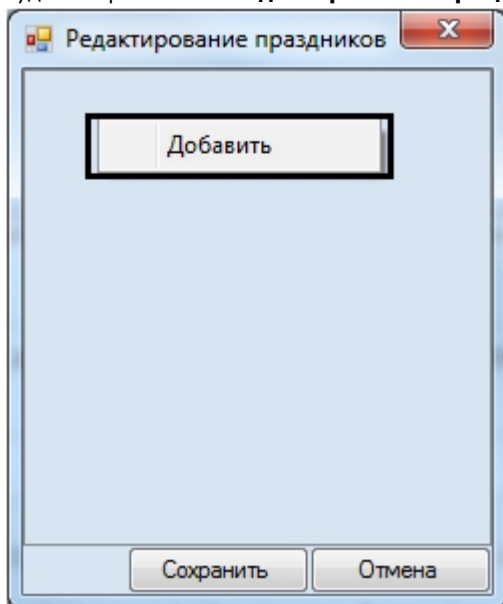 Редактирование праздников
Добавить
Сохранить
Отмена